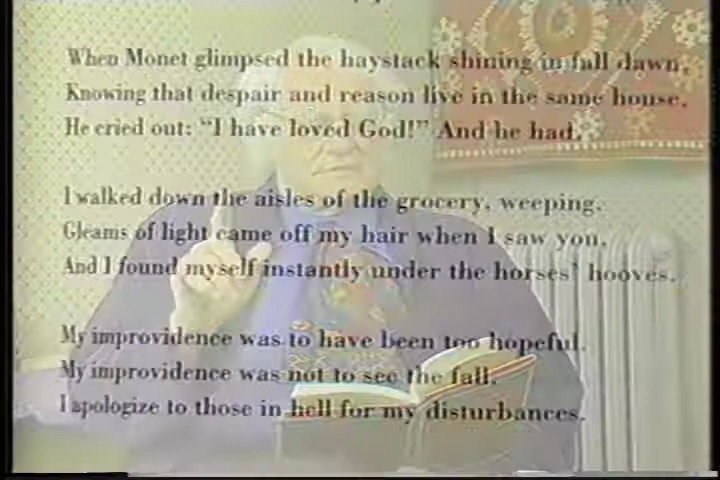 When Monet glimpsed the haystack shining in fall dawn,
Knowing that despair and reason live in the same house,
He cried out: “I have loved God!” And he had.
I walked down the aisles of the grocery, weeping.
Gleams of light came off my hair when I saw you,
And I found myself instantly under the horses’ hooves.
My improvidence was to have been too hopeful.
My improvidence was not to see the fall.
I apologize to those in hell for my disturbances.